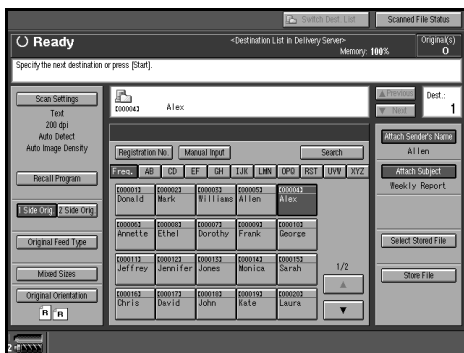 Switch Dest. List
Scanned File Status
Ready
<Destination List in Delivery Server>
Memory: 100%
Original(s)
0
Specify the next destination or press [Start].
Scan Settings
Text
200 dpi
Auto Detect
Auto Image Density
Recall Program
1 Side Orig.
2 Side Orig.
Original Feed Type
Mixed Sizes
Original Orientation
R R
[00004] Alex
▲ Previous
▼ Next
Dest.:
1
Registration No.
Manual Input
Search
Freq. AB CD EF GH IJK LMN OPQ RST UVW XYZ
[00001] [00002] [00003] [00005] [00004]
Donald Mark Williams Allen Alex
[00006] [00008] [00007] [00009] [00010]
Annette Ethel Dorothy Frank George
[00011] [00012] [00013] [00014] [00015]
Jeffrey Jennifer Jones Monica Sarah
[00016] [00017] [00018] [00019] [00020]
Chris David John Kate Laura
1/2
▲
▼
Attach Sender's Name
Allen
Attach Subject
Weekly Report
Select Stored File
Store File
2